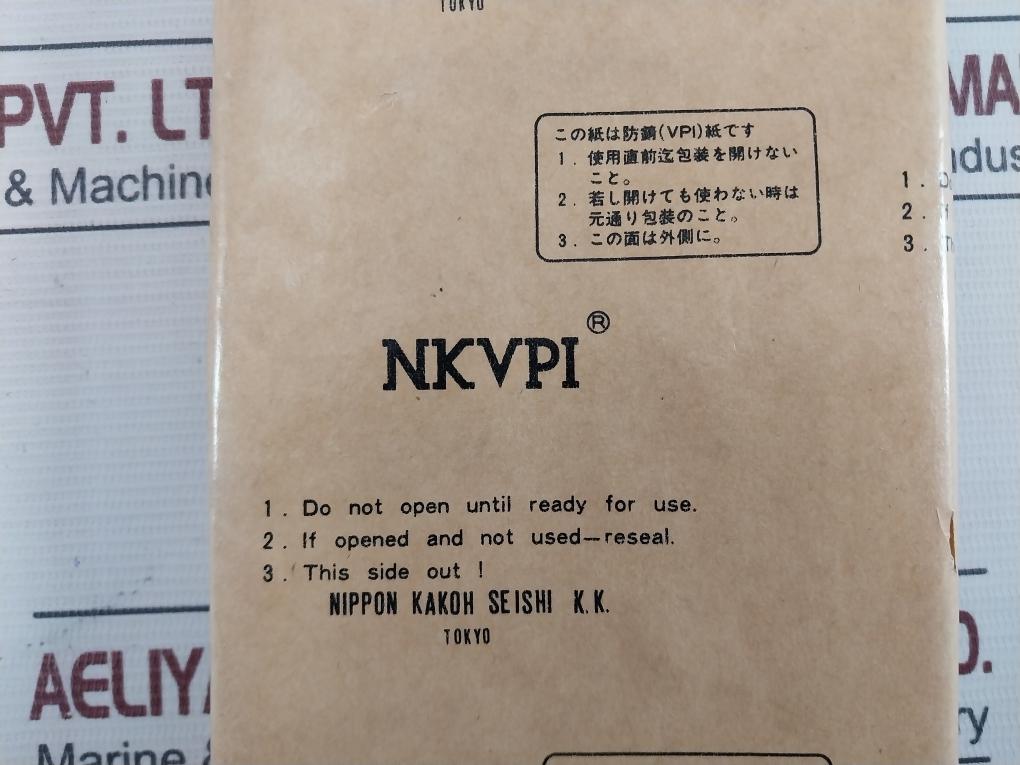 TOKYO
PVT. LT
& Machine
この紙は防錆(VPI)紙です
1. 使用直前迄包装を開けない
こと。
2. 若し開けても使わない時は
元通り包装のこと。
3. この面は外側に。
1.
2.
3.
NKVPI®
1. Do not open until ready for use.
2. If opened and not used—reseal.
3. This side out !
NIPPON KAKOH SEISHI K.K.
TOKYO
AELIYA
Marine &